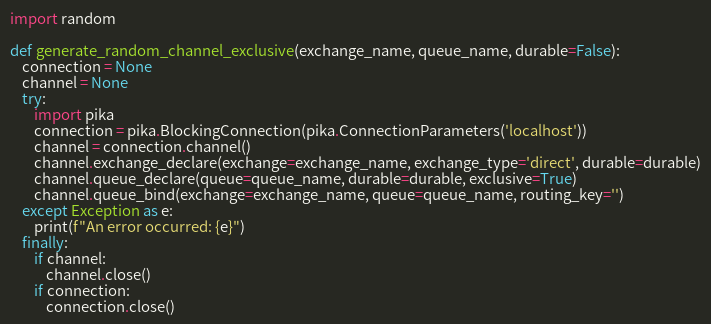 import random

def generate_random_channel_exclusive(exchange_name, queue_name, durable=False):
    connection = None
    channel = None
    try:
        import pika
        connection = pika.BlockingConnection(pika.ConnectionParameters('localhost'))
        channel = connection.channel()
        channel.exchange_declare(exchange=exchange_name, exchange_type='direct', durable=durable)
        channel.queue_declare(queue=queue_name, durable=durable, exclusive=True)
        channel.queue_bind(exchange=exchange_name, queue=queue_name, routing_key='')
    except Exception as e:
        print(f"An error occurred: {e}")
    finally:
        if channel:
            channel.close()
        if connection:
            connection.close()